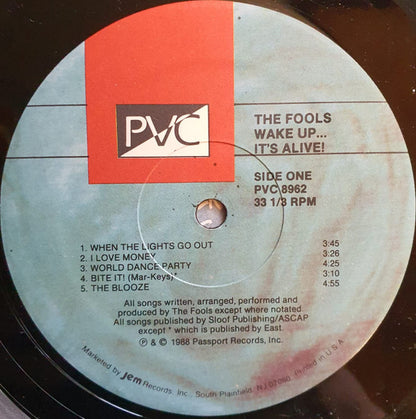 PVC
THE FOOLS
WAKE UP...
IT'S ALIVE!
SIDE ONE
PVC 8962
33 1/3 RPM
1. WHEN THE LIGHTS GO OUT 3:45
2. I LOVE MONEY 3:26
3. WORLD DANCE PARTY 4:25
4. BITE IT! (Mar-Keys)* 3:10
5. THE BLOOZE 4:55
All songs written, arranged, performed and
produced by The Fools except where notated.
All songs published by Sloof Publishing/ASCAP
except * which is published by East.
Ⓟ & © 1988 Passport Records, Inc.
Marketed by jem Records, Inc., South Plainfield, NJ 07080, Printed in U.S.A.